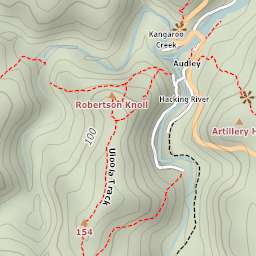 Kangaroo
Creek
Audley
Hacking River
Robertson Knoll
Artillery H
100
Uloola Track
154